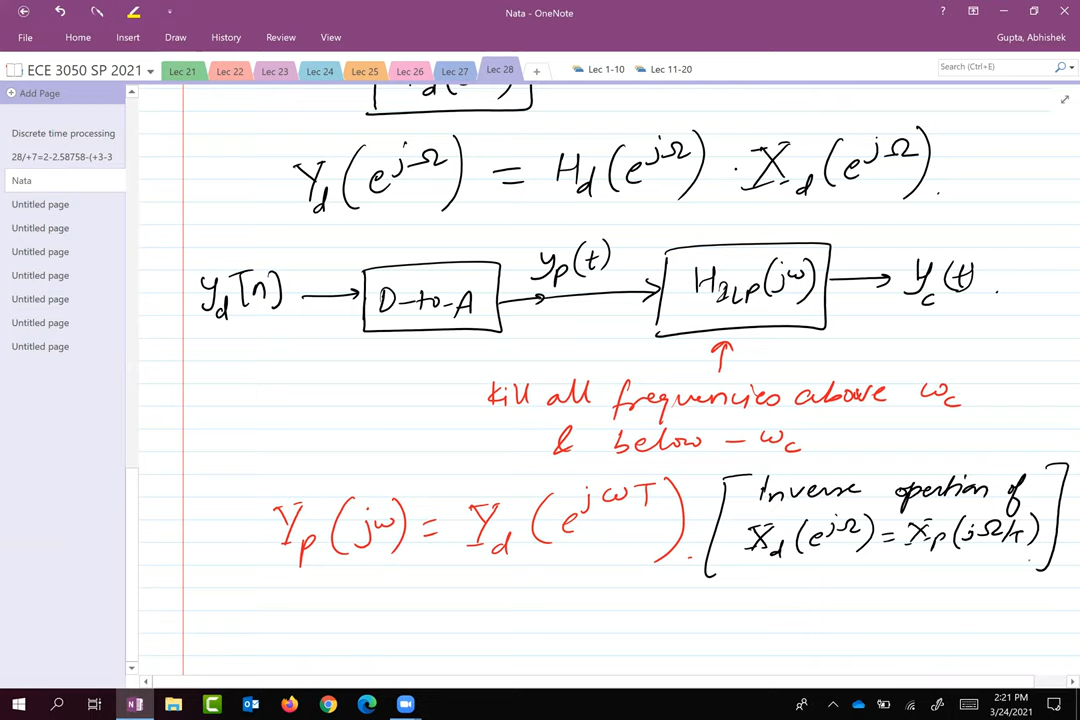 Nata - OneNote
Gupta, Abhishek
File Home Insert Draw History Review View
ECE 3050 SP 2021 Lec 21 Lec 22 Lec 23 Lec 24 Lec 25 Lec 26 Lec 27 Lec 28 Lec 1-10 Lec 11-20 Search (Ctrl+E)
Add Page
Discrete time processing
28/+7=2-2.58758-(+3-3
Nata
Untitled page
Untitled page
Untitled page
Untitled page
Untitled page
Untitled page
Untitled page
Y_d(e^{jΩ}) = H_d(e^{jΩ}) · X_d(e^{jΩ}).
y_d[n] → D-to-A y_p(t) → → y_c(t).
kill all frequencies above ω_c
& below -ω_c
Y_p(jω) = Y_d(e^{jωT}).
[Inverse opertion of
X_d(e^{jΩ}) = X_p(jΩ/T)]
2:21 PM
3/24/2021